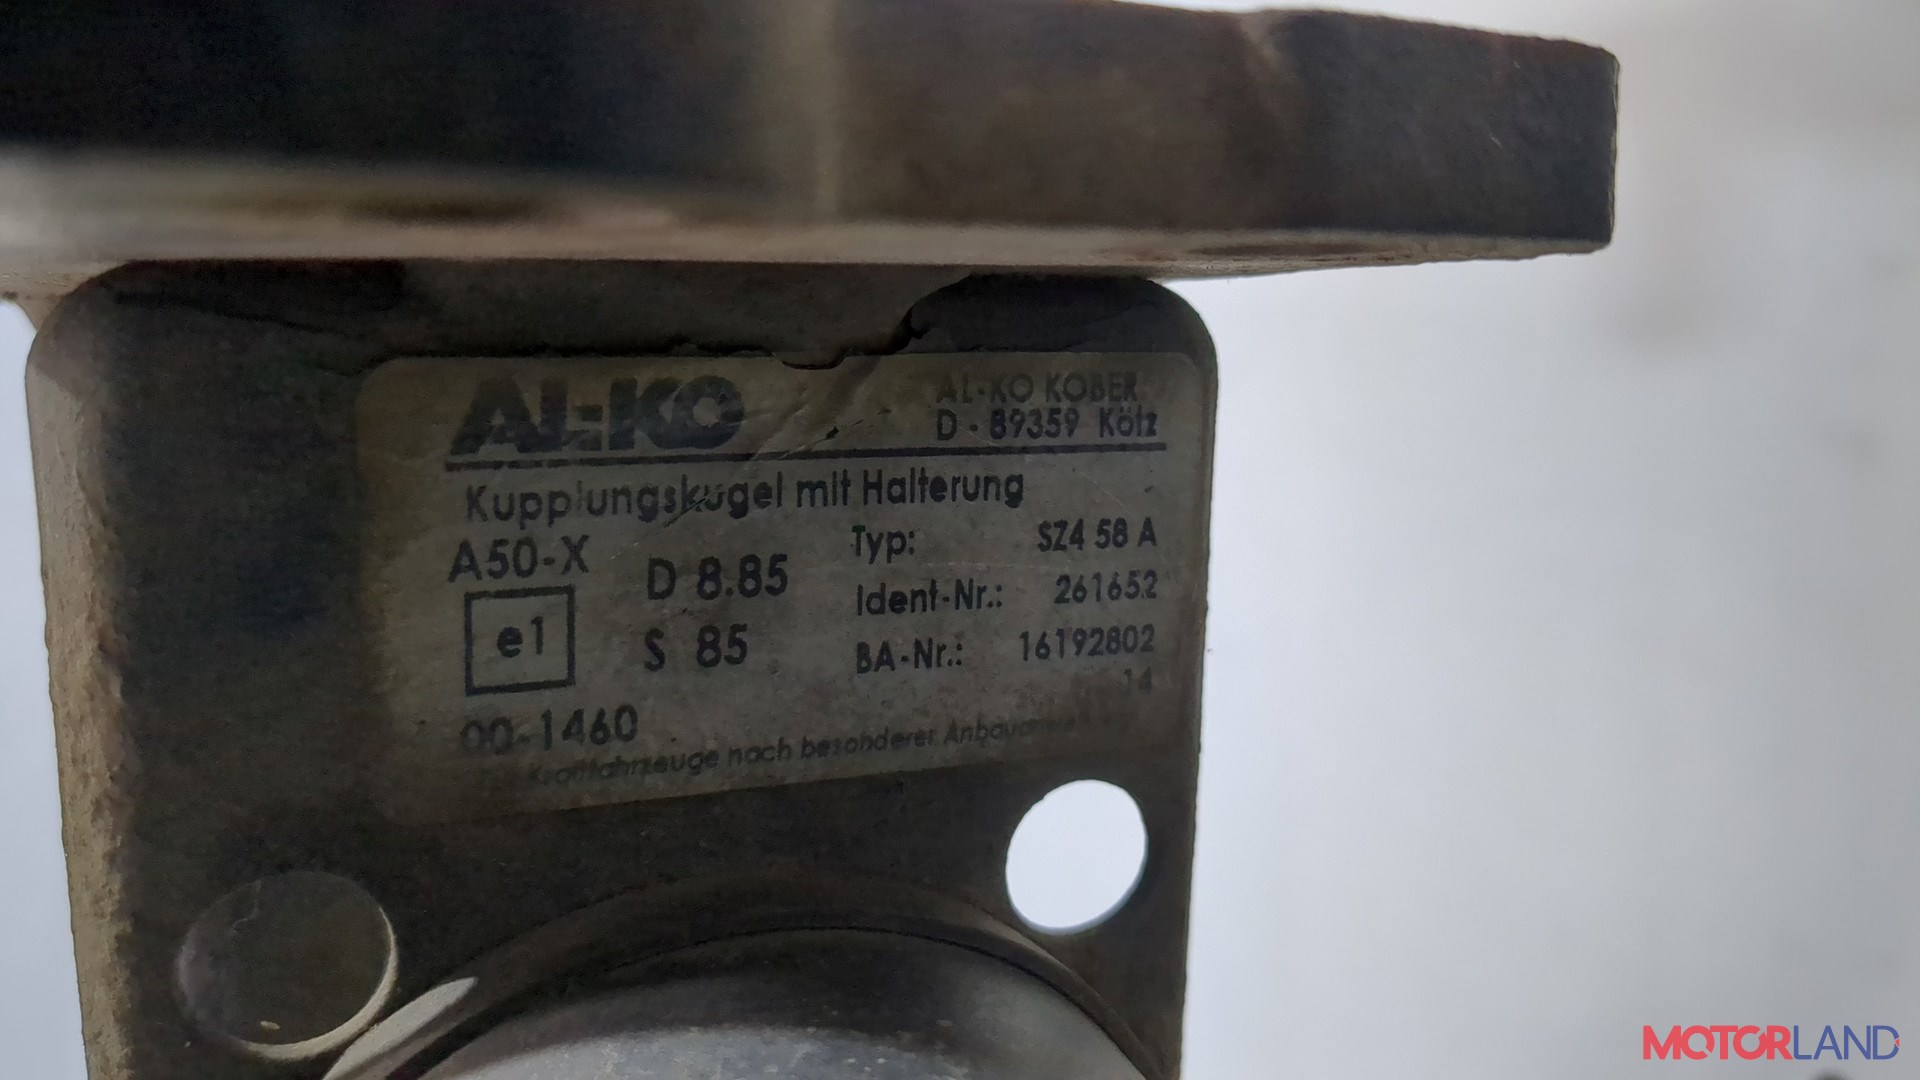 AL-KO
AL-KO KOBER
D - 89359 Kötz
Kupplungskugel mit Halterung
A50-X
D 8.85
Typ: SZ4 58 A
e1
S 85
Ident-Nr.: 261652
BA-Nr.: 16192802
14
00-1460
Kraftfahrzeuge nach besonderer
MOTORLAND